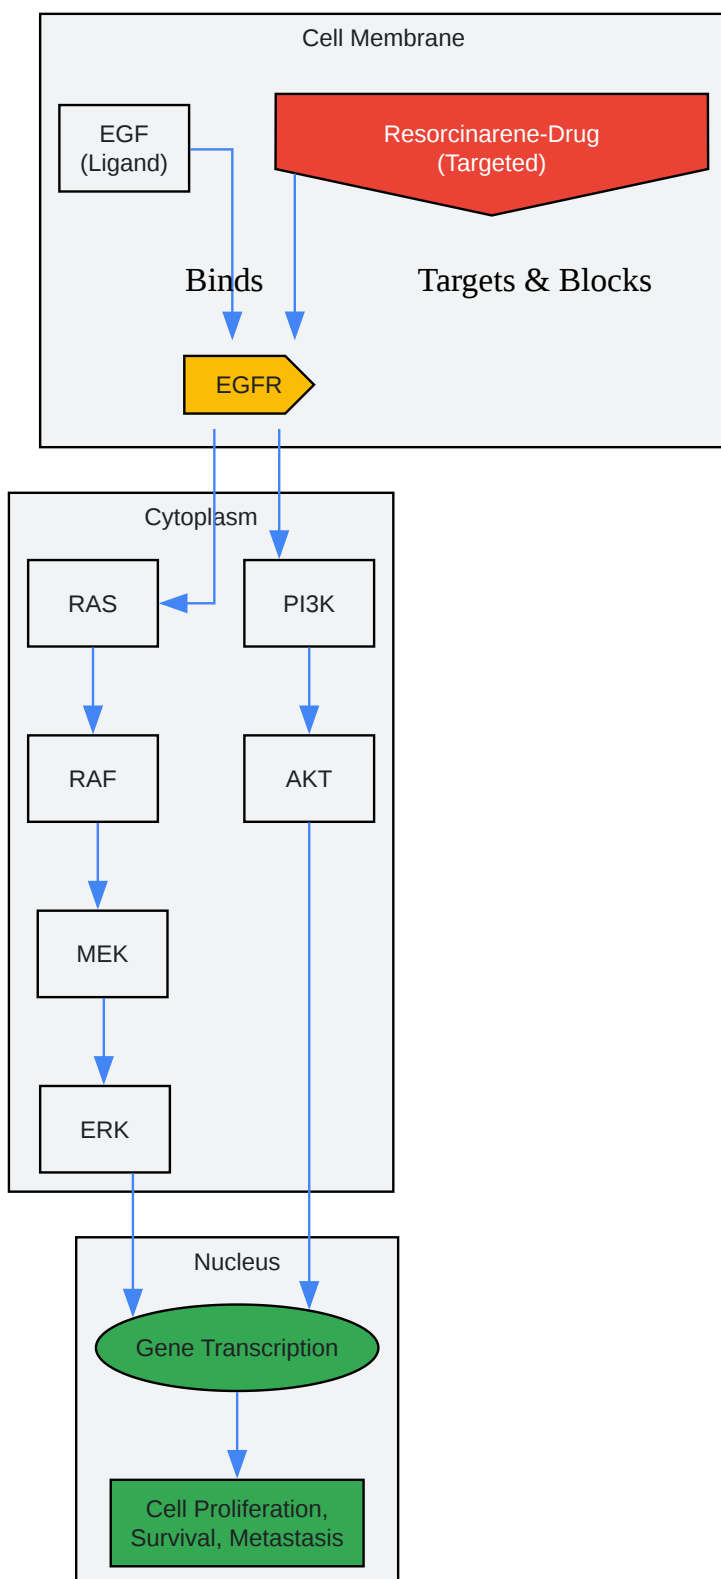 Cell Membrane
EGF
(Ligand)
Resorcinarene-Drug
(Targeted)
Binds
Targets & Blocks
EGFR
Cytoplasm
RAS
PI3K
RAF
AKT
MEK
ERK
Nucleus
Gene Transcription
Cell Proliferation,
Survival, Metastasis